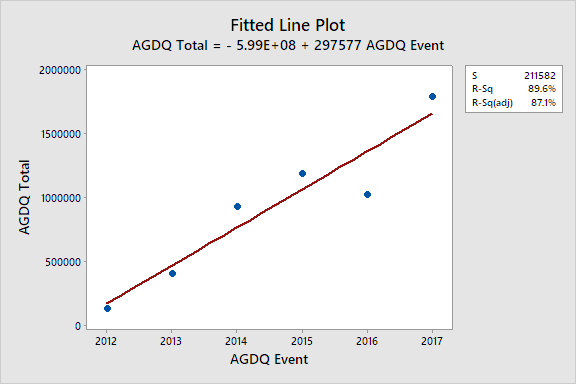 Fitted Line Plot
AGDQ Total = - 5.99E+08 + 297577 AGDQ Event
S 211582
R-Sq 89.6%
R-Sq(adj) 87.1%
AGDQ Total
2000000
1500000
1000000
500000
0
2012 2013 2014 2015 2016 2017
AGDQ Event